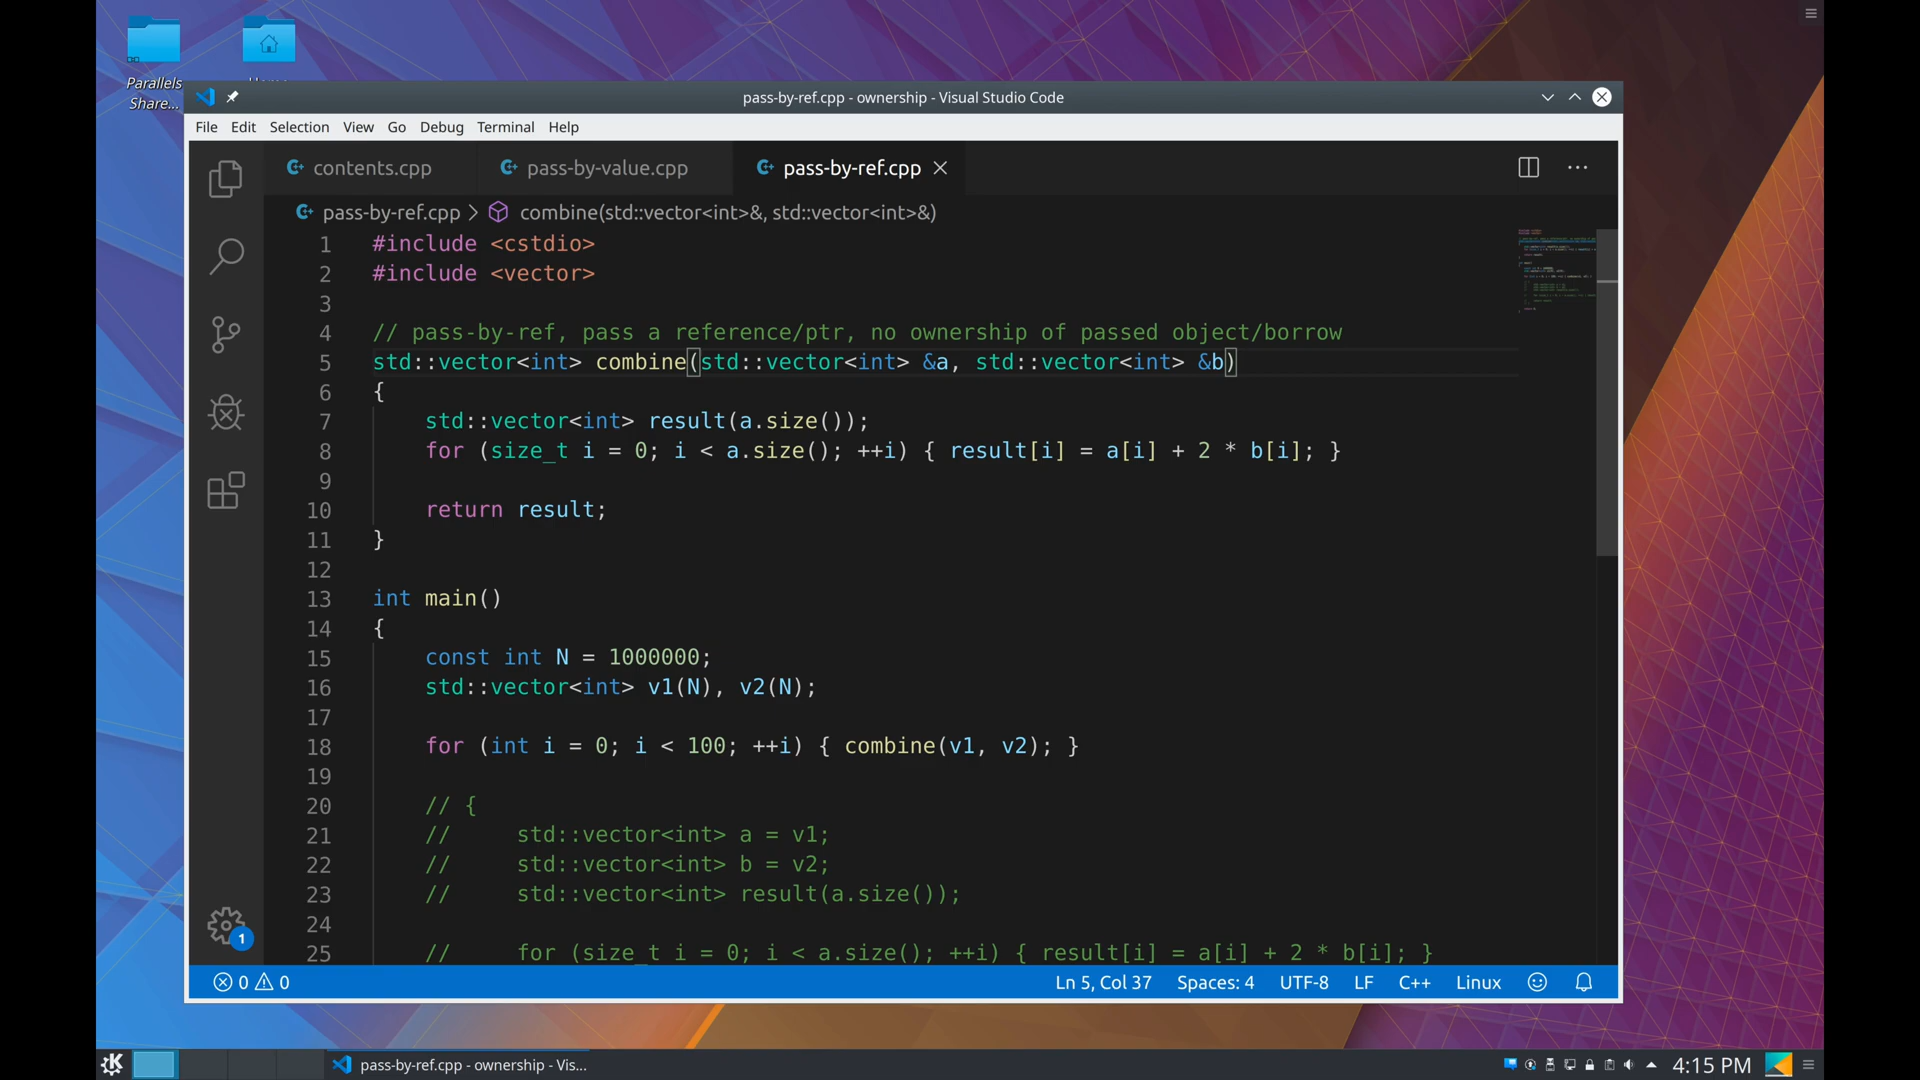 Parallels
Share...
pass-by-ref.cpp - ownership - Visual Studio Code
File Edit Selection View Go Debug Terminal Help
contents.cpp pass-by-value.cpp pass-by-ref.cpp
pass-by-ref.cpp > combine(std::vector<int>&, std::vector<int>&)
1 #include <cstdio>
2 #include <vector>
3
4 // pass-by-ref, pass a reference/ptr, no ownership of passed object/borrow
5 std::vector<int> combine(std::vector<int> &a, std::vector<int> &b)
6 {
7 std::vector<int> result(a.size());
8 for (size_t i = 0; i < a.size(); ++i) { result[i] = a[i] + 2 * b[i]; }
9
10 return result;
11 }
12
13 int main()
14 {
15 const int N = 1000000;
16 std::vector<int> v1(N), v2(N);
17
18 for (int i = 0; i < 100; ++i) { combine(v1, v2); }
19
20 // {
21 // std::vector<int> a = v1;
22 // std::vector<int> b = v2;
23 // std::vector<int> result(a.size());
24
25 // for (size_t i = 0; i < a.size(); ++i) { result[i] = a[i] + 2 * b[i]; }
1
0 0 Ln 5, Col 37 Spaces: 4 UTF-8 LF C++ Linux
pass-by-ref.cpp - ownership - Vis... 4:15 PM